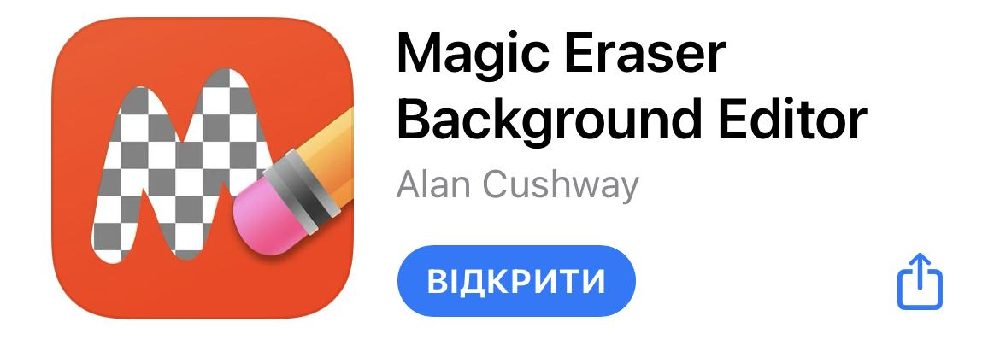 Magic Eraser
Background Editor
Alan Cushway
ВІДКРИТИ